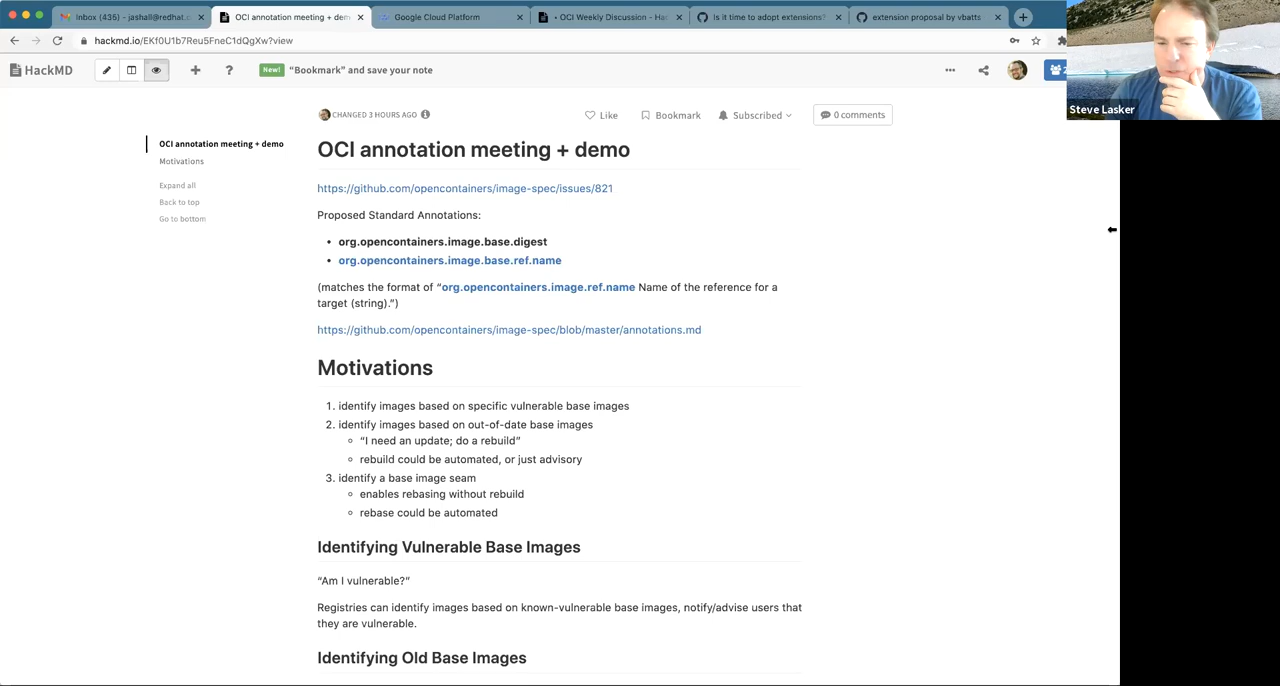 Inbox (435) - jashall@redhat.c
OCI annotation meeting + dem
Google Cloud Platform
• OCI Weekly Discussion - Ha
Is it time to adopt extensions?
extension proposal by vbatts
hackmd.io/EKf0U1b7Reu5FneC1dQgXw?view
HackMD
New! “Bookmark” and save your note
Steve Lasker
CHANGED 3 HOURS AGO
Like
Bookmark
Subscribed
0 comments
OCI annotation meeting + demo
Motivations
Expand all
Back to top
Go to bottom
OCI annotation meeting + demo
https://github.com/opencontainers/image-spec/issues/821
Proposed Standard Annotations:
• org.opencontainers.image.base.digest
• org.opencontainers.image.base.ref.name
(matches the format of “org.opencontainers.image.ref.name Name of the reference for a
target (string).”)
https://github.com/opencontainers/image-spec/blob/master/annotations.md
Motivations
1. identify images based on specific vulnerable base images
2. identify images based on out-of-date base images
“I need an update; do a rebuild”
rebuild could be automated, or just advisory
3. identify a base image seam
enables rebasing without rebuild
rebase could be automated
Identifying Vulnerable Base Images
“Am I vulnerable?”
Registries can identify images based on known-vulnerable base images, notify/advise users that
they are vulnerable.
Identifying Old Base Images